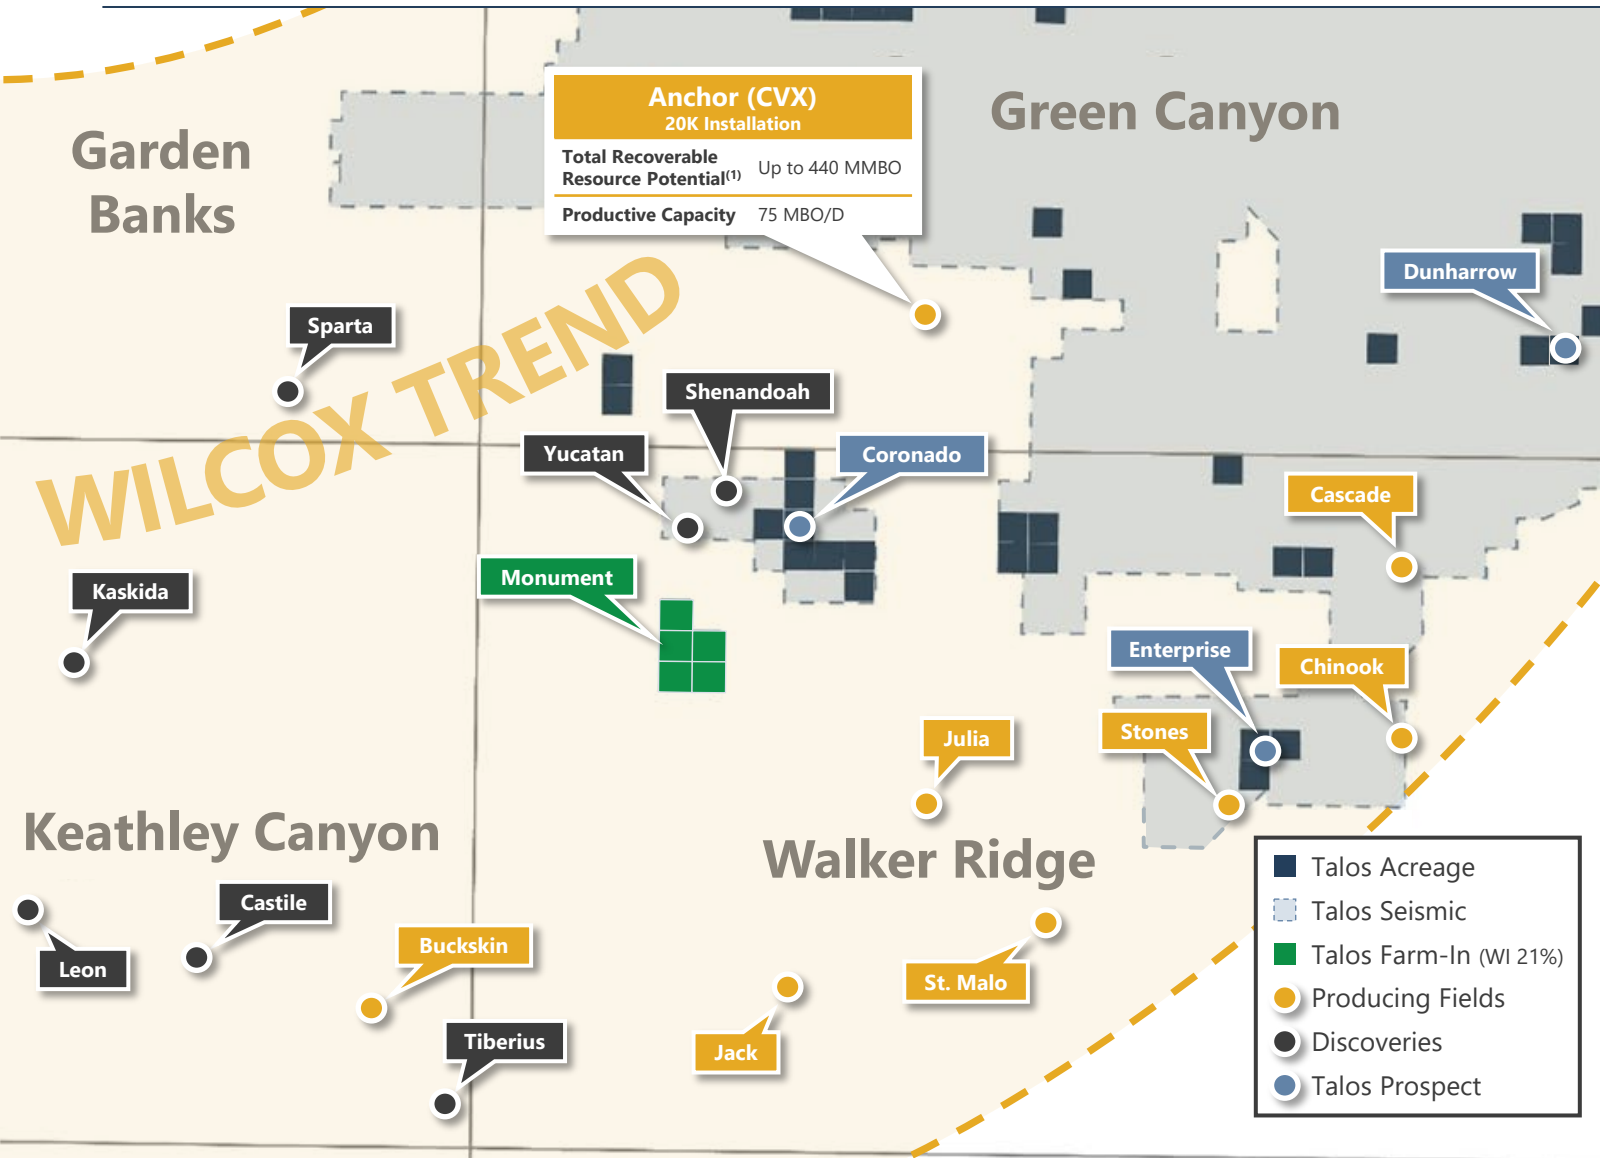 Anchor (CVX)
20K Installation
Total Recoverable
Resource Potential(1) Up to 440 MMBO
Productive Capacity 75 MBO/D
Green Canyon
Garden
Banks
Dunharrow
Sparta
WILCOX TREND
Shenandoah
Yucatan
Coronado
Cascade
Monument
Kaskida
Enterprise
Chinook
Julia
Stones
Keathley Canyon
Walker Ridge
Castile
Leon
Buckskin
St. Malo
Tiberius
Jack
Talos Acreage
Talos Seismic
Talos Farm-In (WI 21%)
Producing Fields
Discoveries
Talos Prospect